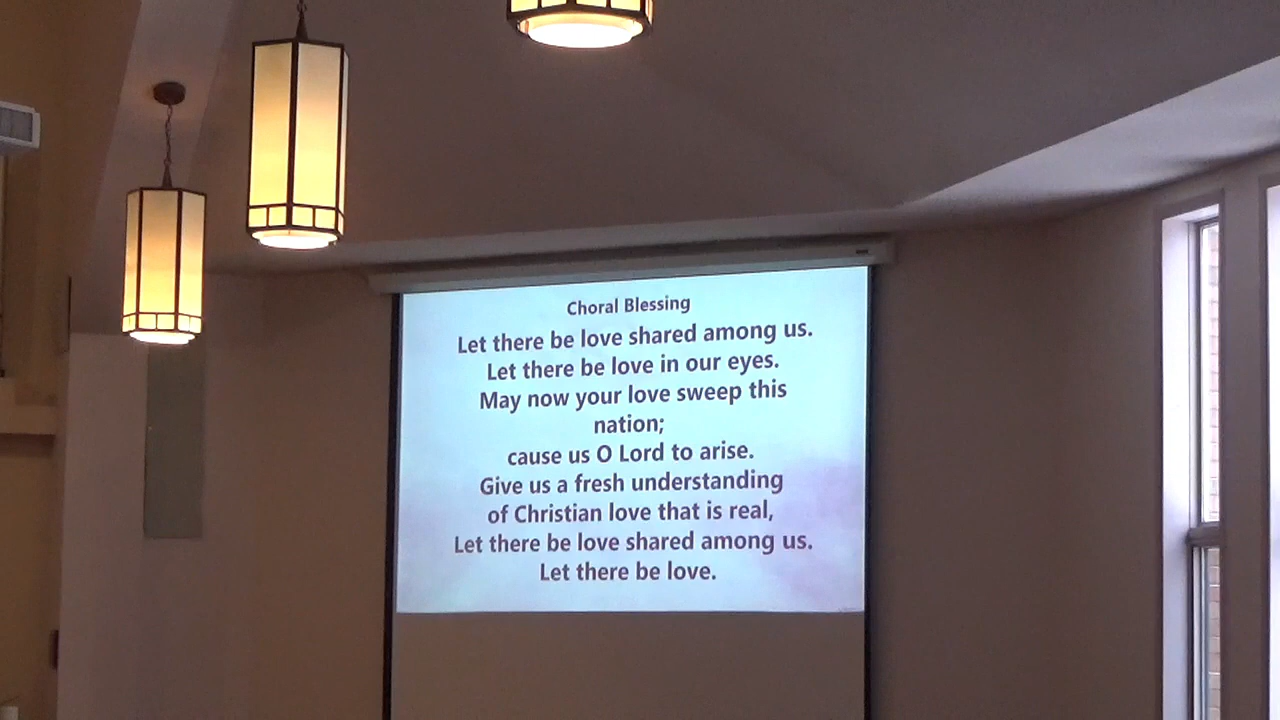 Choral Blessing
Let there be love shared among us.
Let there be love in our eyes.
May now your love sweep this
nation;
cause us O Lord to arise.
Give us a fresh understanding
of Christian love that is real,
Let there be love shared among us.
Let there be love.